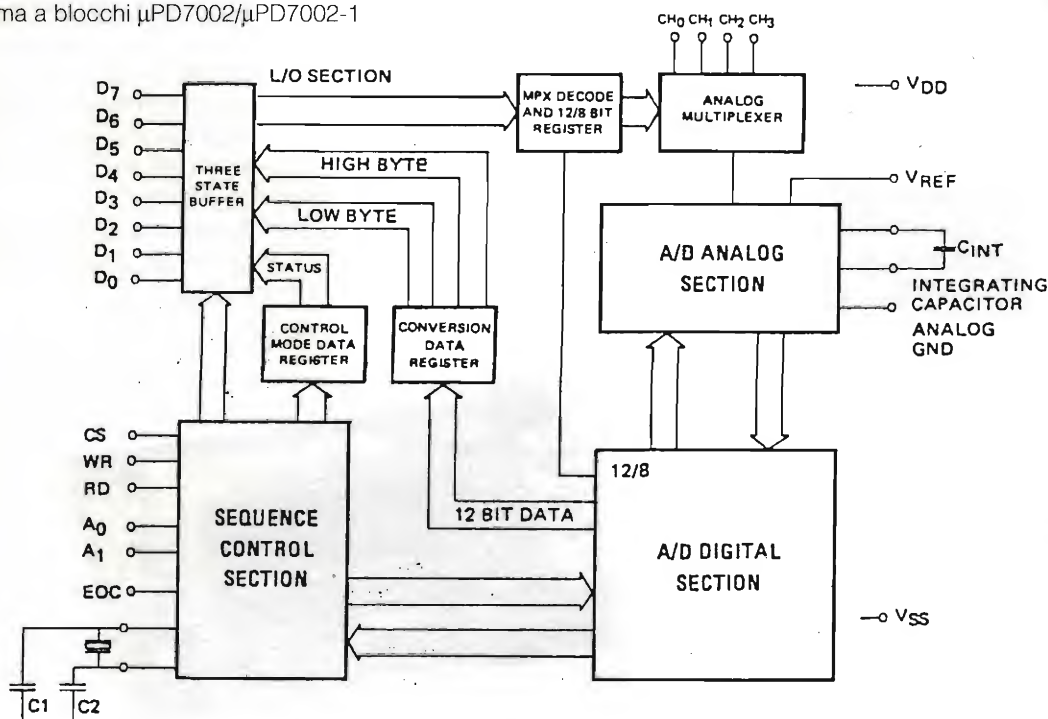 ma a blocchi µPD7002/µPD7002-1
CH0 CH1 CH2 CH3
L/O SECTION
D7
D6
D5
D4
D3
D2
D1
D0
THREE
STATE
BUFFER
MPX DECODE
AND 12/8 BIT
REGISTER
ANALOG
MULTIPLEXER
VDD
HIGH BYTE
LOW BYTE
STATUS
VREF
A/D ANALOG
SECTION
CINT
INTEGRATING
CAPACITOR
ANALOG
GND
CONTROL
MODE DATA
REGISTER
CONVERSION
DATA
REGISTER
CS
WR
RD
A0
A1
EOC
SEQUENCE
CONTROL
SECTION
12 BIT DATA
12/8
A/D DIGITAL
SECTION
VSS
C1
C2